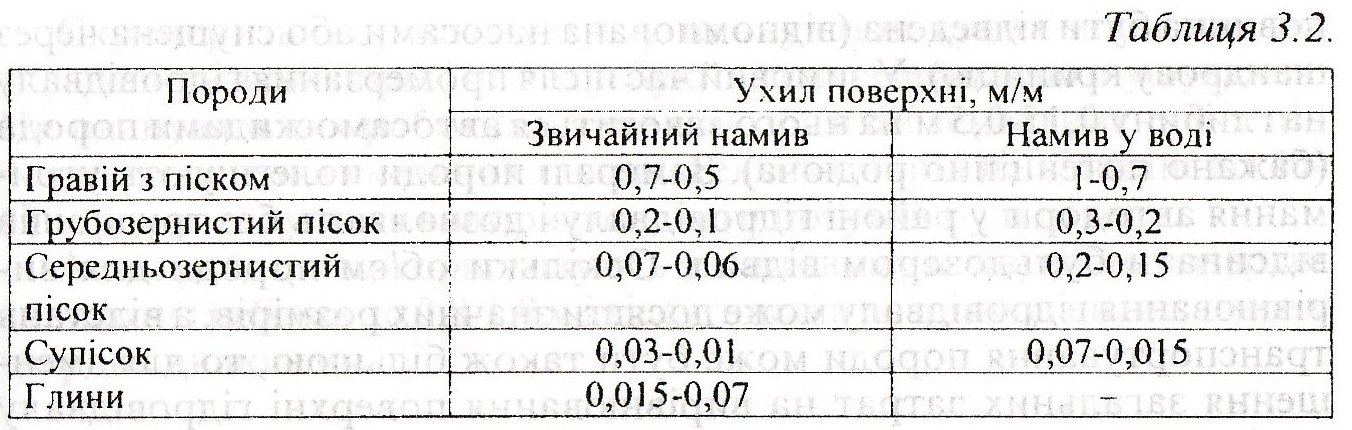 Таблиця 3.2.
Породи Ухил поверхні, м/м
Звичайний намив Намив у воді
Гравій з піском 0,7-0,5 1-0,7
Грубозернистий пісок 0,2-0,1 0,3-0,2
Середньозернистий 0,07-0,06 0,2-0,15
пісок
Супісок 0,03-0,01 0,07-0,015
Глини 0,015-0,07 –